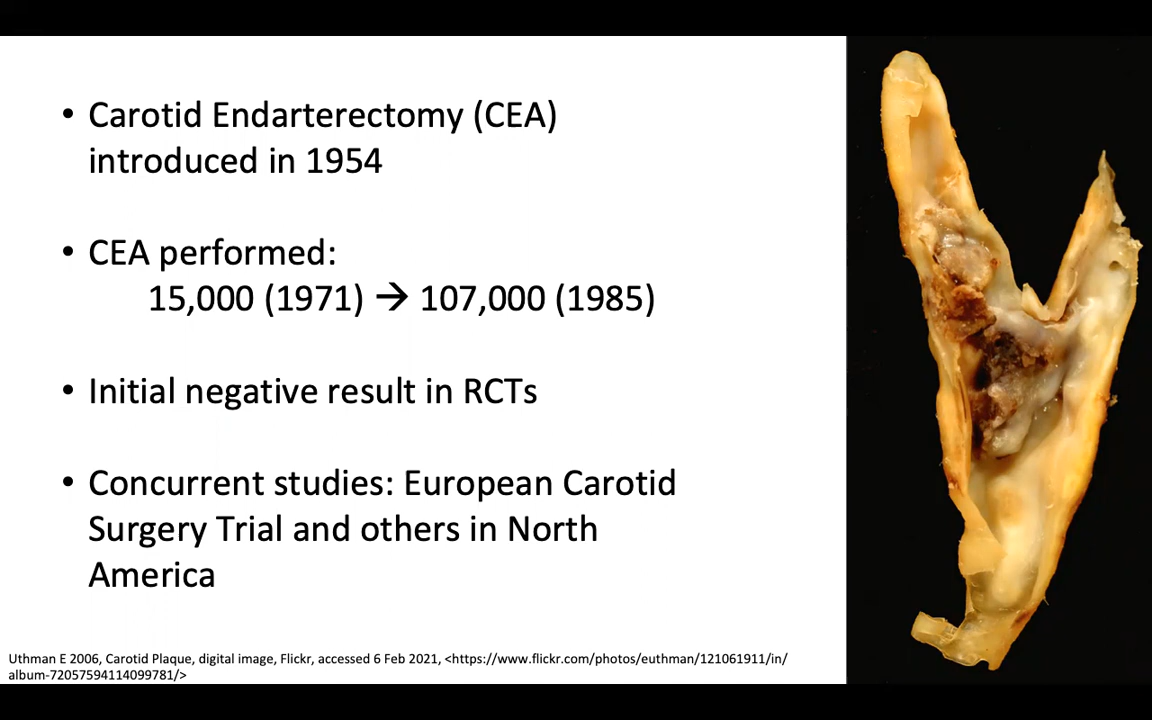 • Carotid Endarterectomy (CEA)
introduced in 1954
• CEA performed:
15,000 (1971) → 107,000 (1985)
• Initial negative result in RCTs
• Concurrent studies: European Carotid
Surgery Trial and others in North
America
Uthman E 2006, Carotid Plaque, digital image, Flickr, accessed 6 Feb 2021, <https://www.flickr.com/photos/euthman/121061911/in/
album-72057594114099781/>